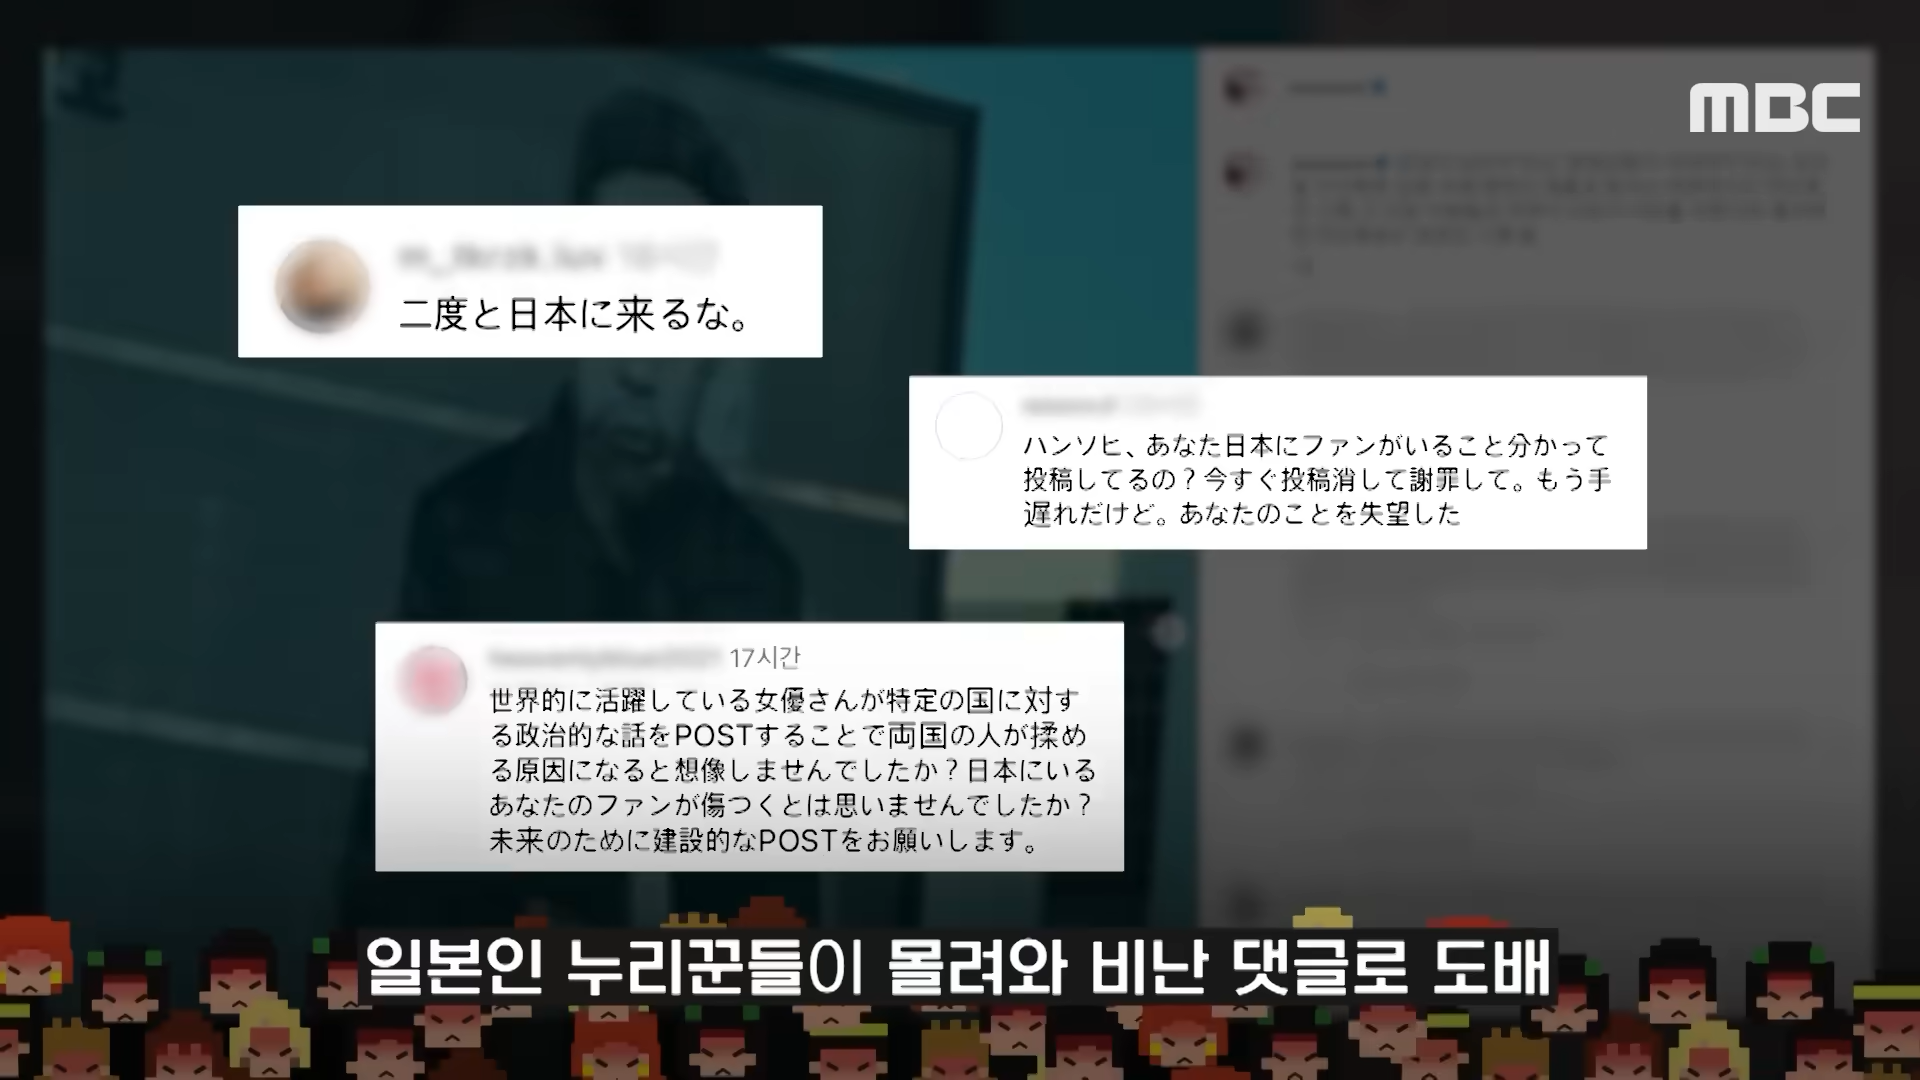 MBC
二度と日本に来るな。
ハンソヒ、あなた日本にファンがいること分かって
投稿してるの？今すぐ投稿消して謝罪して。もう手
遅れだけど。あなたのことを失望した
17시간
世界的に活躍している女優さんが特定の国に対す
る政治的な話をPOSTすることで両国の人が揉め
る原因になると想像しませんでしたか？日本にいる
あなたのファンが傷つくとは思いませんでしたか？
未来のために建設的なPOSTをお願いします。
일본인 누리꾼들이 몰려와 비난 댓글로 도배